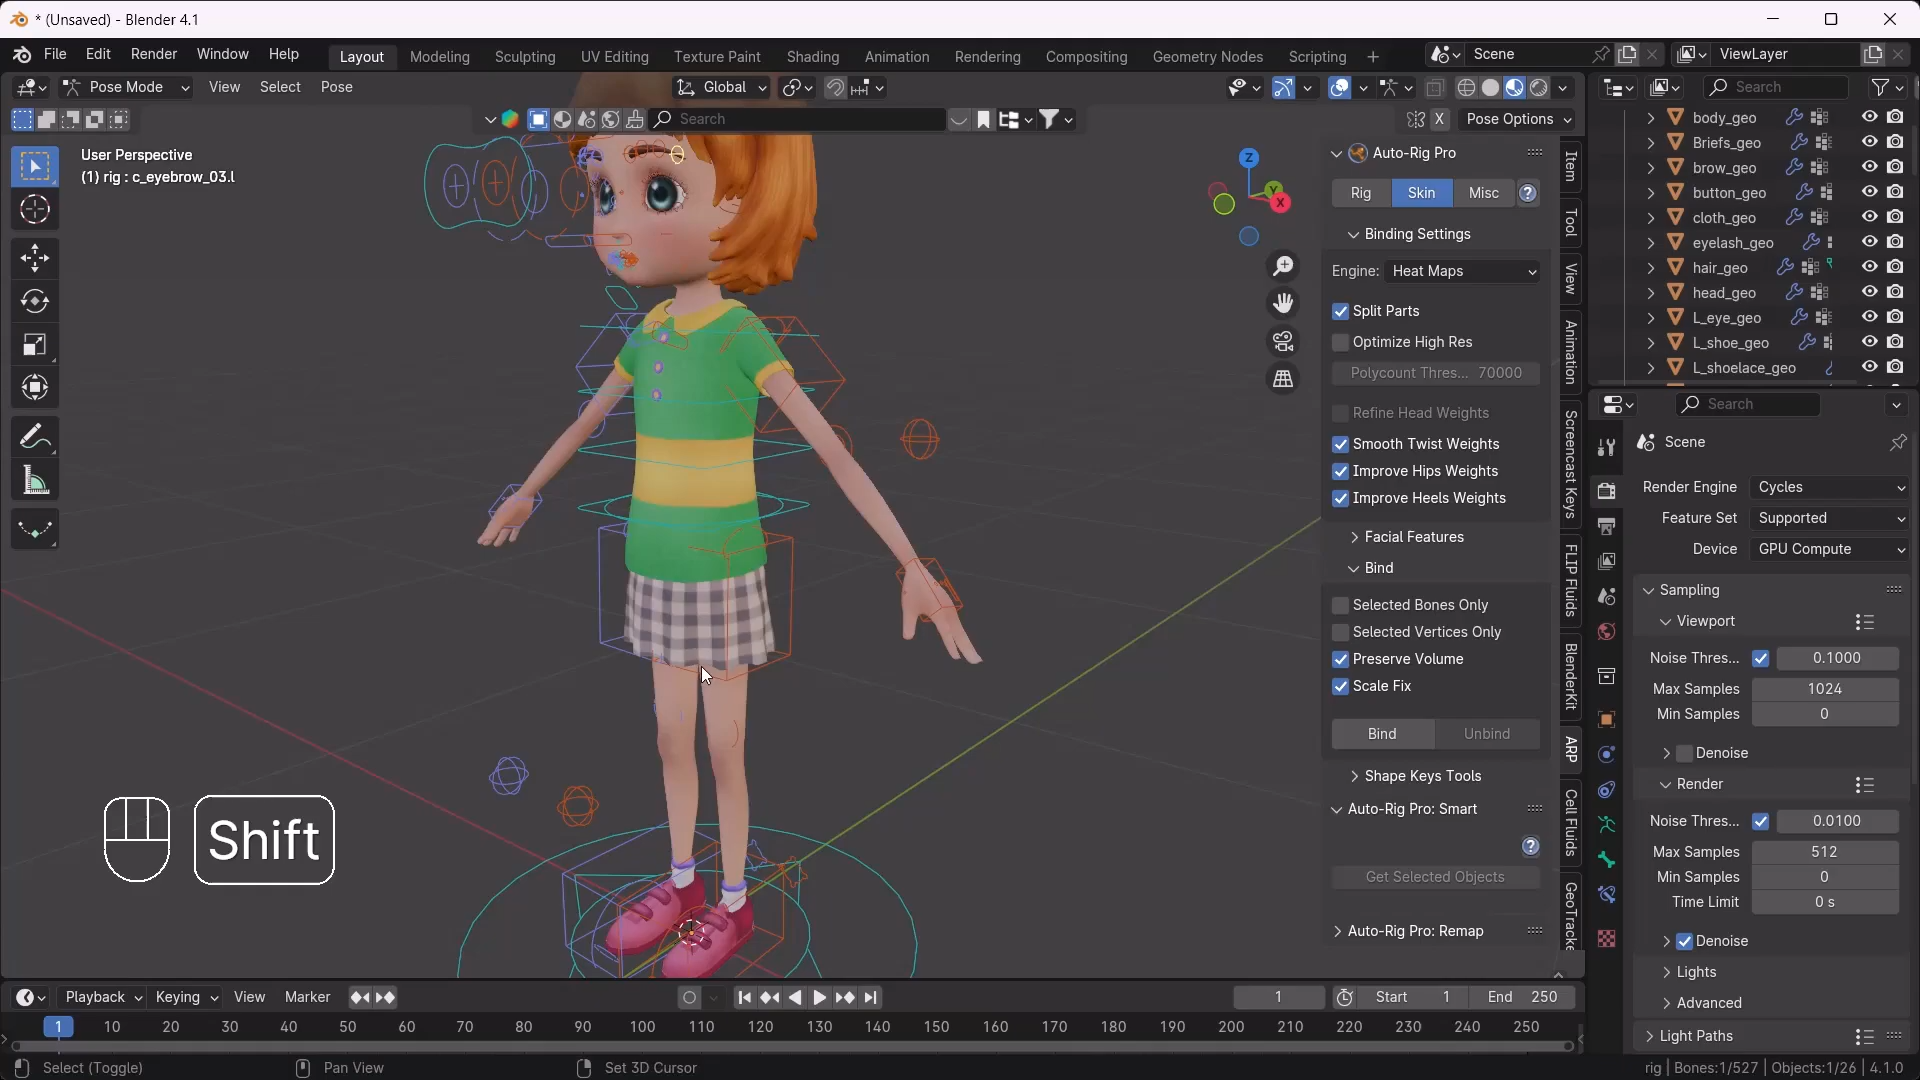 * (Unsaved) - Blender 4.1
File Edit Render Window Help Layout Modeling Sculpting UV Editing Texture Paint Shading Animation Rendering Compositing Geometry Nodes Scripting + Scene ViewLayer
Pose Mode View Select Pose Global Search
Search X Pose Options
User Perspective
(1) rig : c_eyebrow_03.l
Z
Y
X
Auto-Rig Pro
Rig Skin Misc ?
Binding Settings
Engine: Heat Maps
Split Parts
Optimize High Res
Polycount Thres... 70000
Refine Head Weights
Smooth Twist Weights
Improve Hips Weights
Improve Heels Weights
Facial Features
Bind
Selected Bones Only
Selected Vertices Only
Preserve Volume
Scale Fix
Bind Unbind
Shape Keys Tools
Auto-Rig Pro: Smart
?
Get Selected Objects
Auto-Rig Pro: Remap
Item
Tool
View
Animation
Screencast Keys
FLIP Fluids
BlenderKit
ARP
Cell Fluids
GeoTracke
body_geo
Briefs_geo
brow_geo
button_geo
cloth_geo
eyelash_geo
hair_geo
head_geo
L_eye_geo
L_shoe_geo
L_shoelace_geo
Search
Scene
Render Engine Cycles
Feature Set Supported
Device GPU Compute
Sampling
Viewport
Noise Thres... 0.1000
Max Samples 1024
Min Samples 0
Denoise
Render
Noise Thres... 0.0100
Max Samples 512
Min Samples 0
Time Limit 0 s
Denoise
Lights
Advanced
Light Paths
Shift
Playback Keying View Marker 1 Start 1 End 250
1 10 20 30 40 50 60 70 80 90 100 110 120 130 140 150 160 170 180 190 200 210 220 230 240 250
Select (Toggle) Pan View Set 3D Cursor rig | Bones:1/527 | Objects:1/26 | 4.1.0